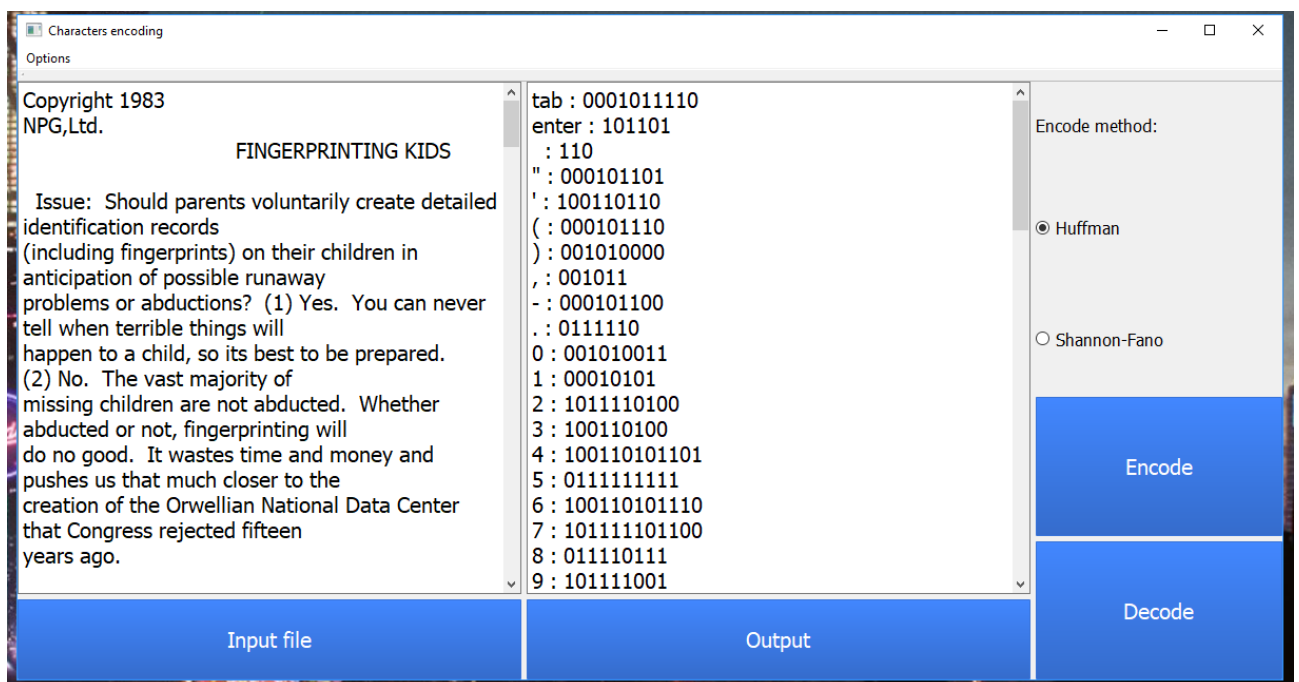 Characters encoding
Options
Copyright 1983
NPG,Ltd.
FINGERPRINTING KIDS
Issue:  Should parents voluntarily create detailed
identification records
(including fingerprints) on their children in
anticipation of possible runaway
problems or abductions?  (1) Yes.  You can never
tell when terrible things will
happen to a child, so its best to be prepared.
(2) No.  The vast majority of
missing children are not abducted.  Whether
abducted or not, fingerprinting will
do no good.  It wastes time and money and
pushes us that much closer to the
creation of the Orwellian National Data Center
that Congress rejected fifteen
years ago.
tab : 0001011110
enter : 101101
  : 110
" : 000101101
' : 100110110
( : 000101110
) : 001010000
, : 001011
- : 000101100
. : 0111110
0 : 001010011
1 : 00010101
2 : 1011110100
3 : 100110100
4 : 100110101101
5 : 0111111111
6 : 100110101110
7 : 101111101100
8 : 011110111
9 : 101111001
Encode method:
Huffman
Shannon-Fano
Encode
Decode
Input file
Output